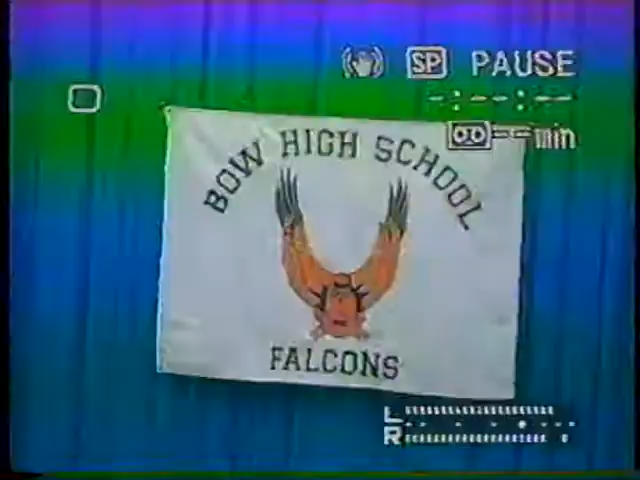 SP PAUSE
--:--:--
--min
BOW HIGH SCHOOL
FALCONS
L
R